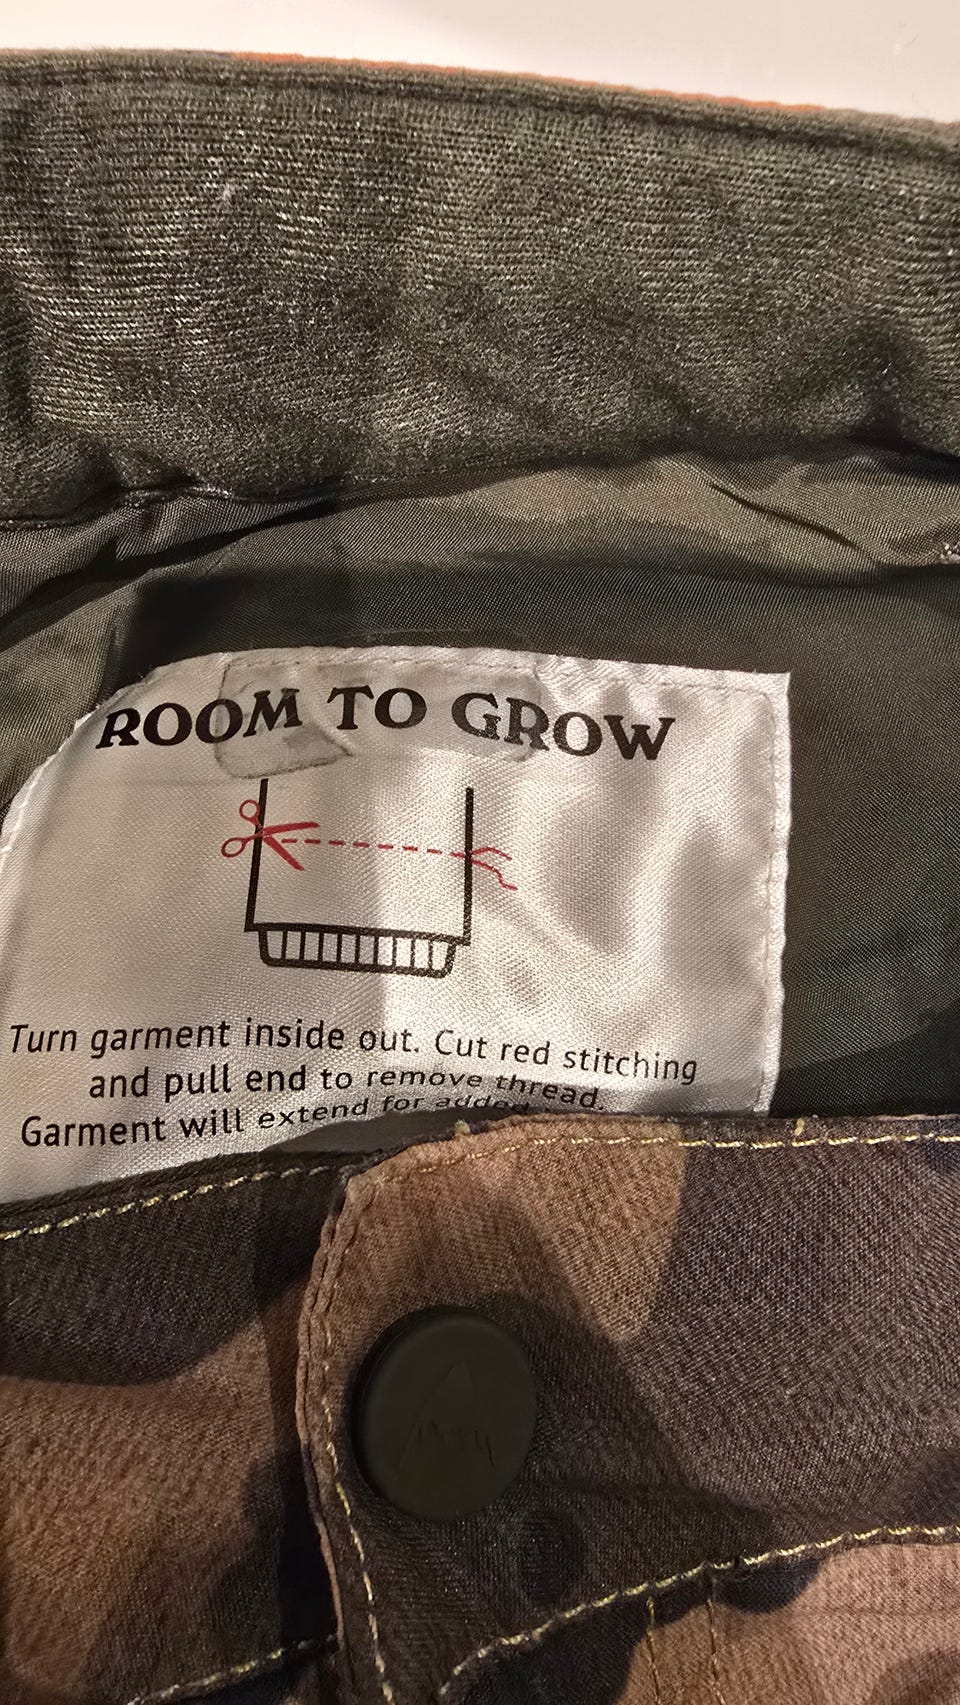 ROOM TO GROW
Turn garment inside out. Cut red stitching
and pull end to remove thread.
Garment will extend for added